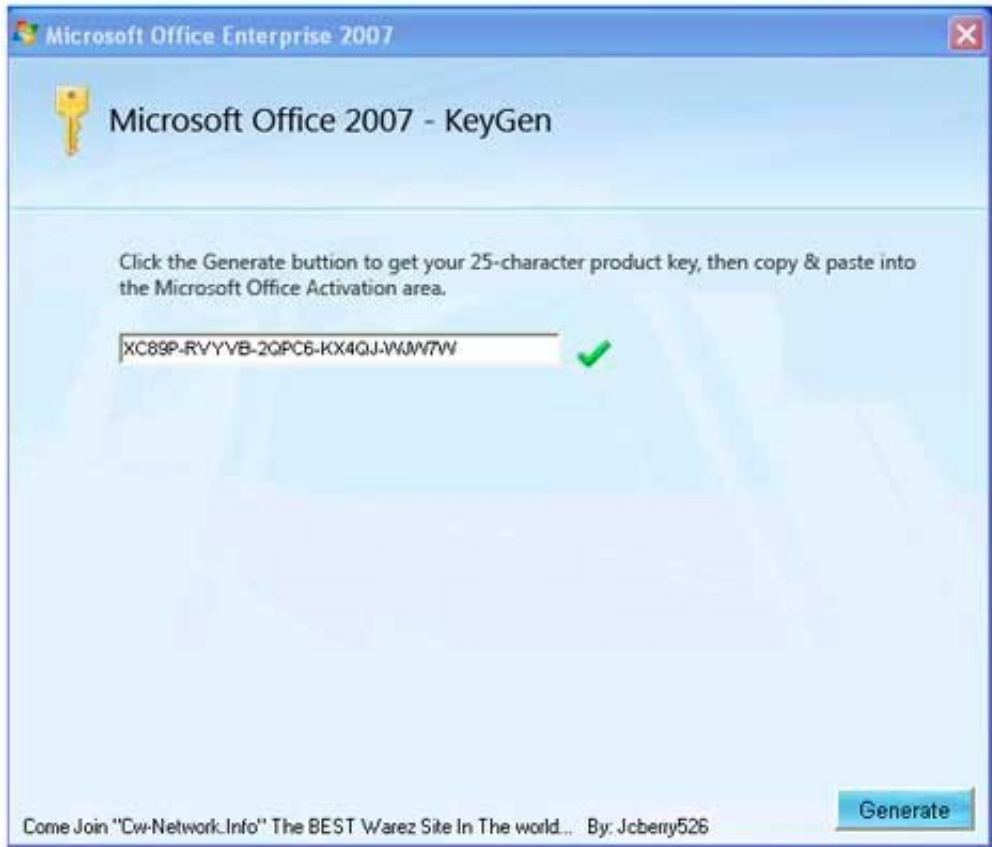 Microsoft Office Enterprise 2007
Microsoft Office 2007 - KeyGen
Click the Generate buttion to get your 25-character product key, then copy & paste into
the Microsoft Office Activation area.
XC89P-RVYVB-2QPC6-KX4QJ-WJW7W
Generate
Come Join "Cw-Network.Info" The BEST Warez Site In The world... By: Jcberry526